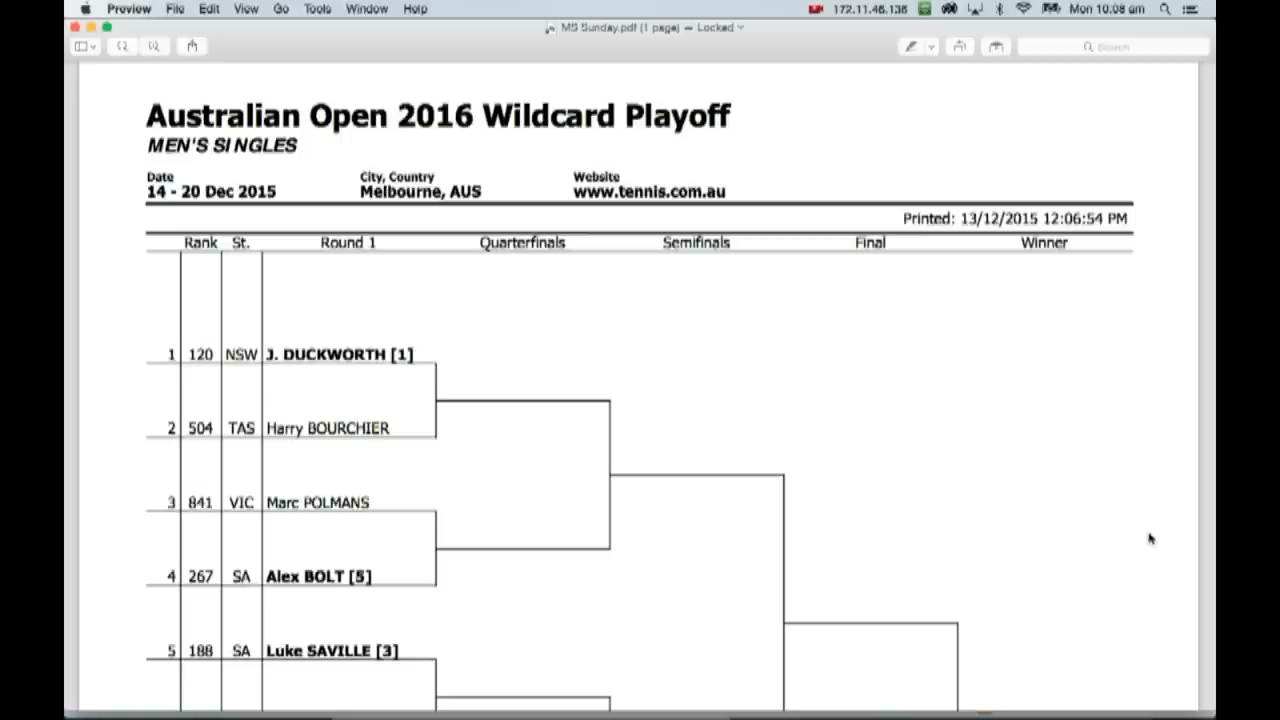 Preview File Edit View Go Tools Window Help 172.11.46.136 Mon 10:08 am
MS Sunday.pdf (1 page) — Locked
Search
Australian Open 2016 Wildcard Playoff
MEN'S SINGLES
Date City, Country Website
14 - 20 Dec 2015 Melbourne, AUS www.tennis.com.au
Printed: 13/12/2015 12:06:54 PM
Rank St. Round 1 Quarterfinals Semifinals Final Winner
1 120 NSW J. DUCKWORTH [1]
2 504 TAS Harry BOURCHIER
3 841 VIC Marc POLMANS
4 267 SA Alex BOLT [5]
5 188 SA Luke SAVILLE [3]